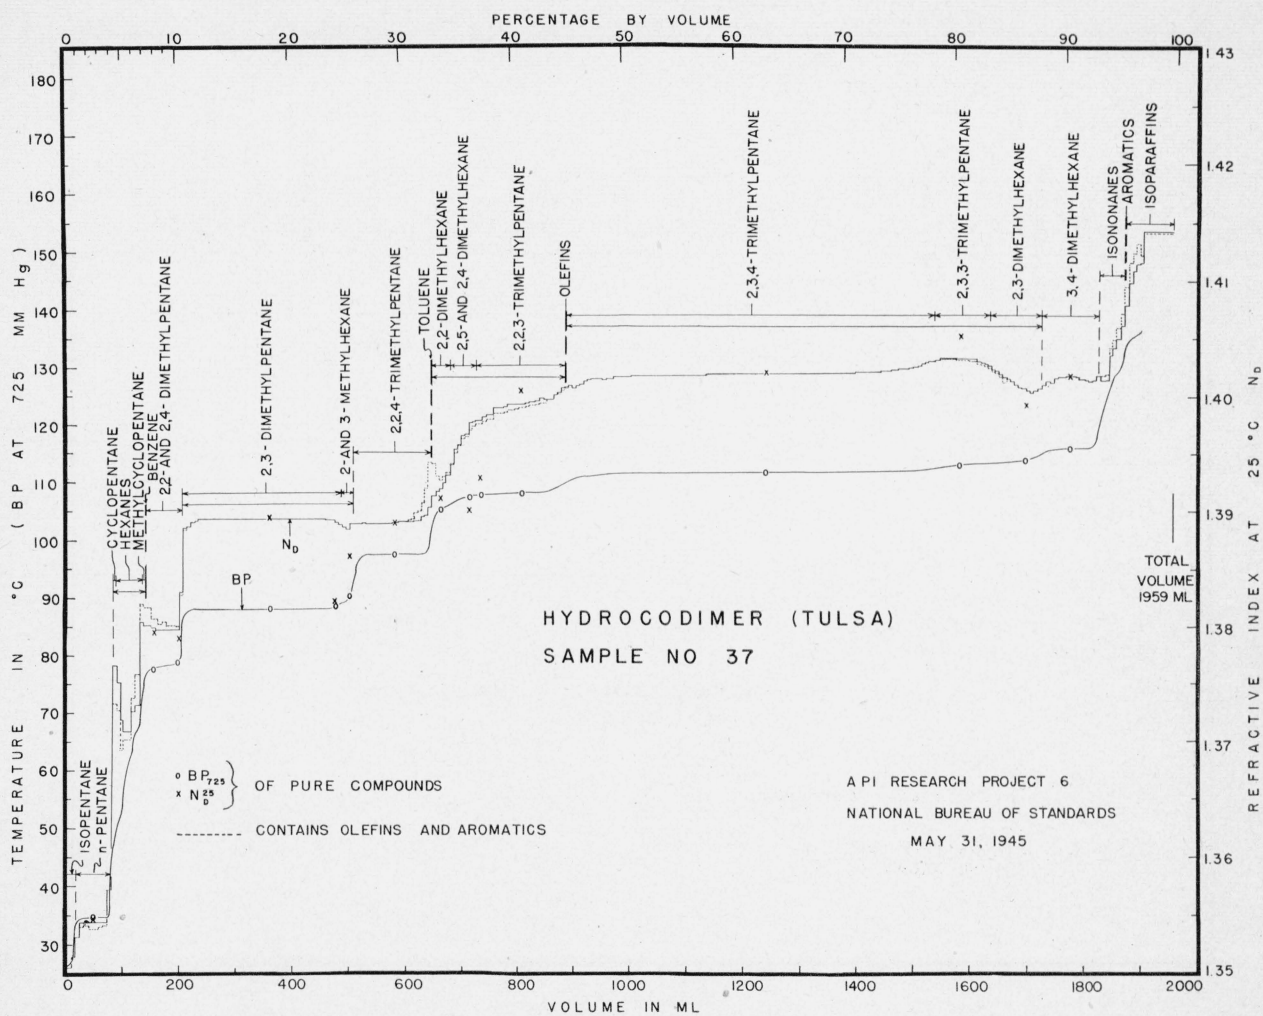 PERCENTAGE BY VOLUME
0 10 20 30 40 50 60 70 80 90 100
180
170
160
150
140
130
120
110
100
90
80
70
60
50
40
30
TEMPERATURE IN °C (BP AT 725 MM Hg)
1.43
1.42
1.41
1.40
1.39
1.38
1.37
1.36
1.35
REFRACTIVE INDEX AT 25 °C ND
ISOPENTANE
n-PENTANE
CYCLOPENTANE
HEXANES
METHYLCYCLOPENTANE
BENZENE
2,2-AND 2,4-DIMETHYLPENTANE
2,3-DIMETHYLPENTANE
2-AND 3-METHYLHEXANE
2,2,4-TRIMETHYLPENTANE
TOLUENE
2,2-DIMETHYLHEXANE
2,5-AND 2,4-DIMETHYLHEXANE
2,2,3-TRIMETHYLPENTANE
OLEFINS
2,3,4-TRIMETHYLPENTANE
2,3,3-TRIMETHYLPENTANE
2,3-DIMETHYLHEXANE
3,4-DIMETHYLHEXANE
ISONONANES
AROMATICS
ISOPARAFFINS
ND
BP
TOTAL
VOLUME
1959 ML
HYDROCODIMER (TULSA)
SAMPLE NO 37
o BP725
x ND25
OF PURE COMPOUNDS
------- CONTAINS OLEFINS AND AROMATICS
API RESEARCH PROJECT 6
NATIONAL BUREAU OF STANDARDS
MAY 31, 1945
0 200 400 600 800 1000 1200 1400 1600 1800 2000
VOLUME IN ML